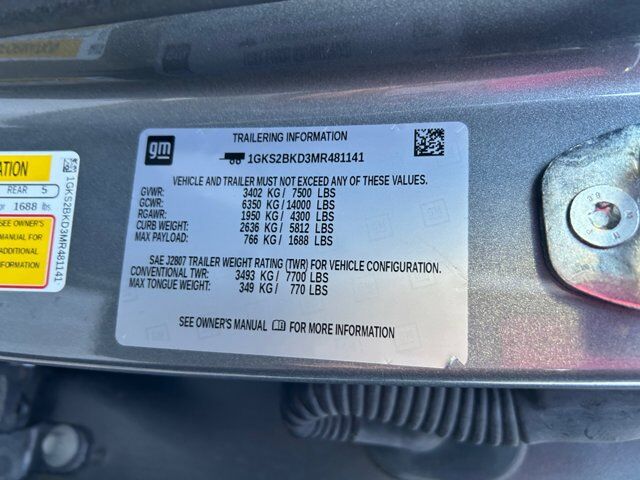 gm
TRAILERING INFORMATION
1GKS2BKD3MR481141
VEHICLE AND TRAILER MUST NOT EXCEED ANY OF THESE VALUES.
GVWR: 3402 KG / 7500 LBS
GCWR: 6350 KG / 14000 LBS
RGAWR: 1950 KG / 4300 LBS
CURB WEIGHT: 2636 KG / 5812 LBS
MAX PAYLOAD: 766 KG / 1688 LBS
SAE J2807 TRAILER WEIGHT RATING (TWR) FOR VEHICLE CONFIGURATION.
CONVENTIONAL TWR: 3493 KG / 7700 LBS
MAX TONGUE WEIGHT: 349 KG / 770 LBS
SEE OWNER'S MANUAL FOR MORE INFORMATION
ATION
REAR 5
1688 lbs.
SEE OWNER'S
MANUAL FOR
ADDITIONAL
INFORMATION
1GKS2BKD3MR481141